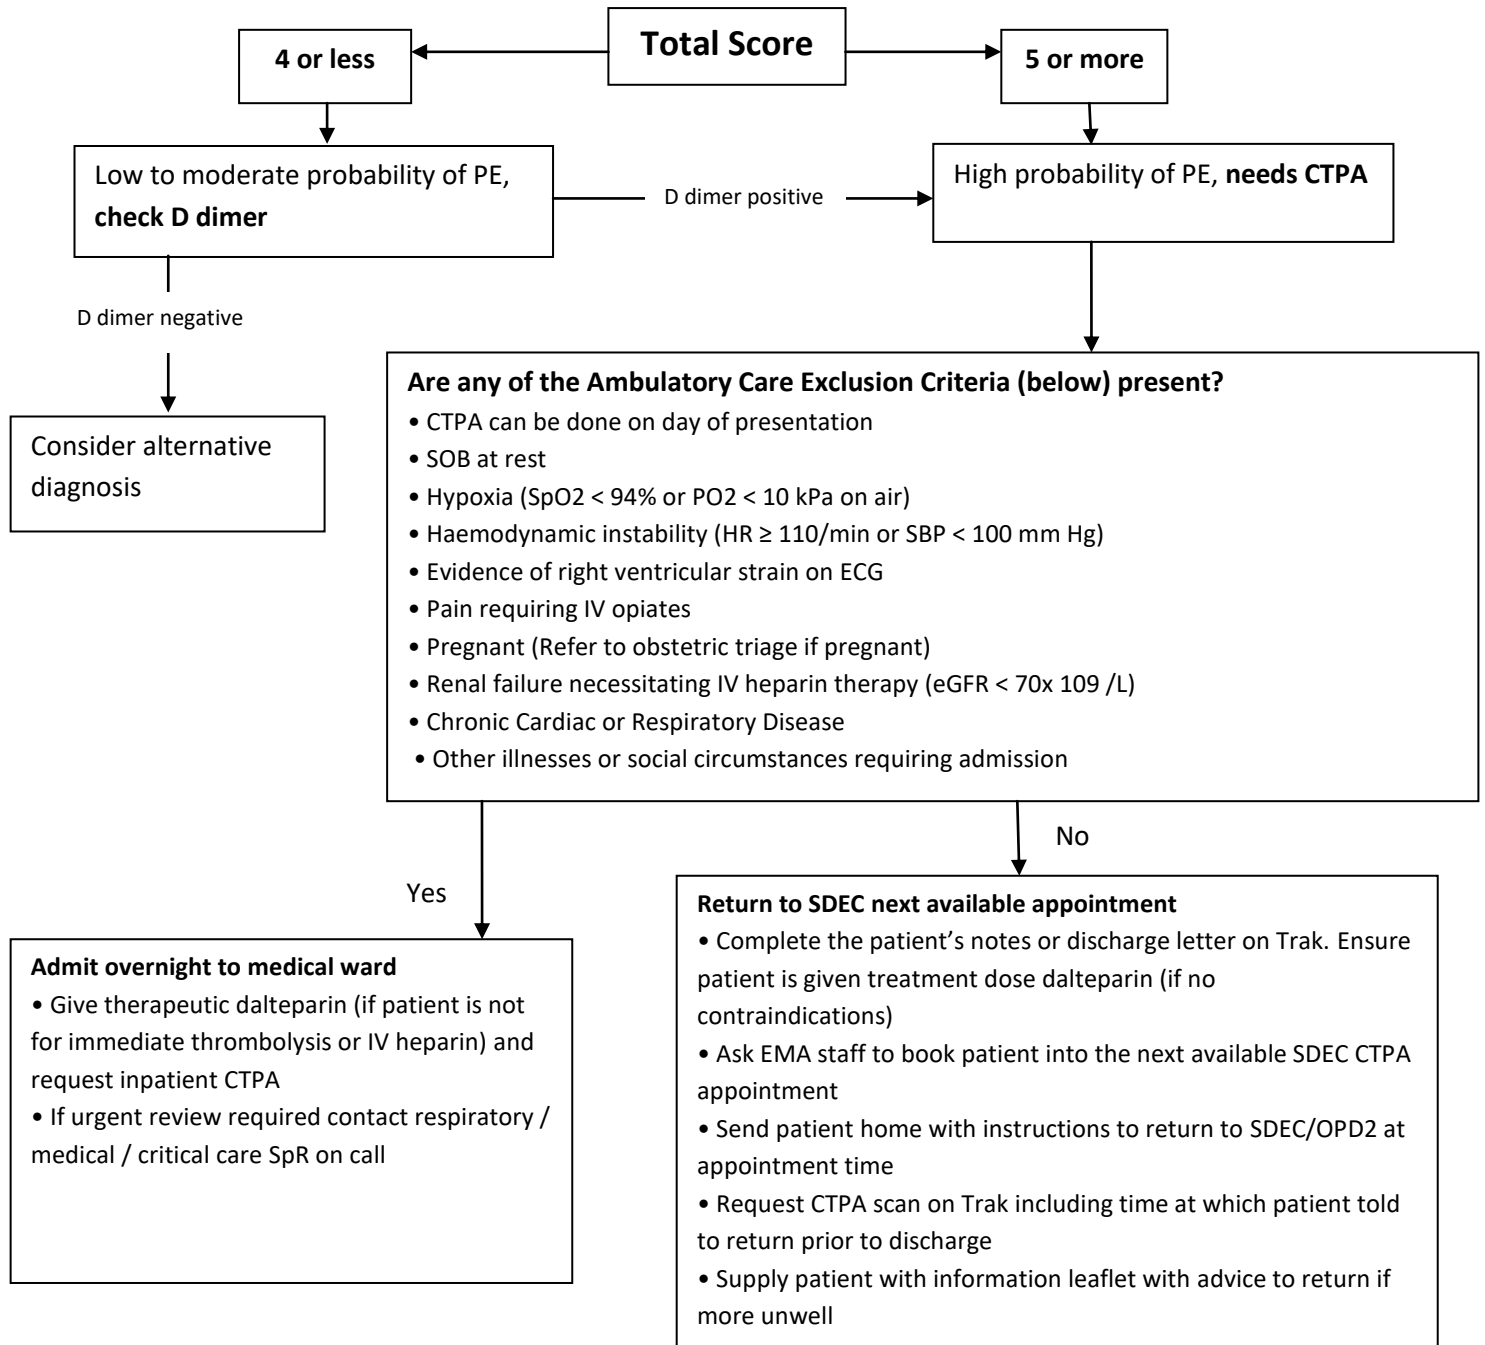 Total Score
4 or less
5 or more
Low to moderate probability of PE,
check D dimer
D dimer positive
High probability of PE, needs CTPA
D dimer negative
Consider alternative
diagnosis
Are any of the Ambulatory Care Exclusion Criteria (below) present?
• CTPA can be done on day of presentation
• SOB at rest
• Hypoxia (SpO2 < 94% or PO2 < 10 kPa on air)
• Haemodynamic instability (HR ≥ 110/min or SBP < 100 mm Hg)
• Evidence of right ventricular strain on ECG
• Pain requiring IV opiates
• Pregnant (Refer to obstetric triage if pregnant)
• Renal failure necessitating IV heparin therapy (eGFR < 70x 109 /L)
• Chronic Cardiac or Respiratory Disease
• Other illnesses or social circumstances requiring admission
Yes
No
Admit overnight to medical ward
• Give therapeutic dalteparin (if patient is not
for immediate thrombolysis or IV heparin) and
request inpatient CTPA
• If urgent review required contact respiratory /
medical / critical care SpR on call
Return to SDEC next available appointment
• Complete the patient’s notes or discharge letter on Trak. Ensure
patient is given treatment dose dalteparin (if no
contraindications)
• Ask EMA staff to book patient into the next available SDEC CTPA
appointment
• Send patient home with instructions to return to SDEC/OPD2 at
appointment time
• Request CTPA scan on Trak including time at which patient told
to return prior to discharge
• Supply patient with information leaflet with advice to return if
more unwell